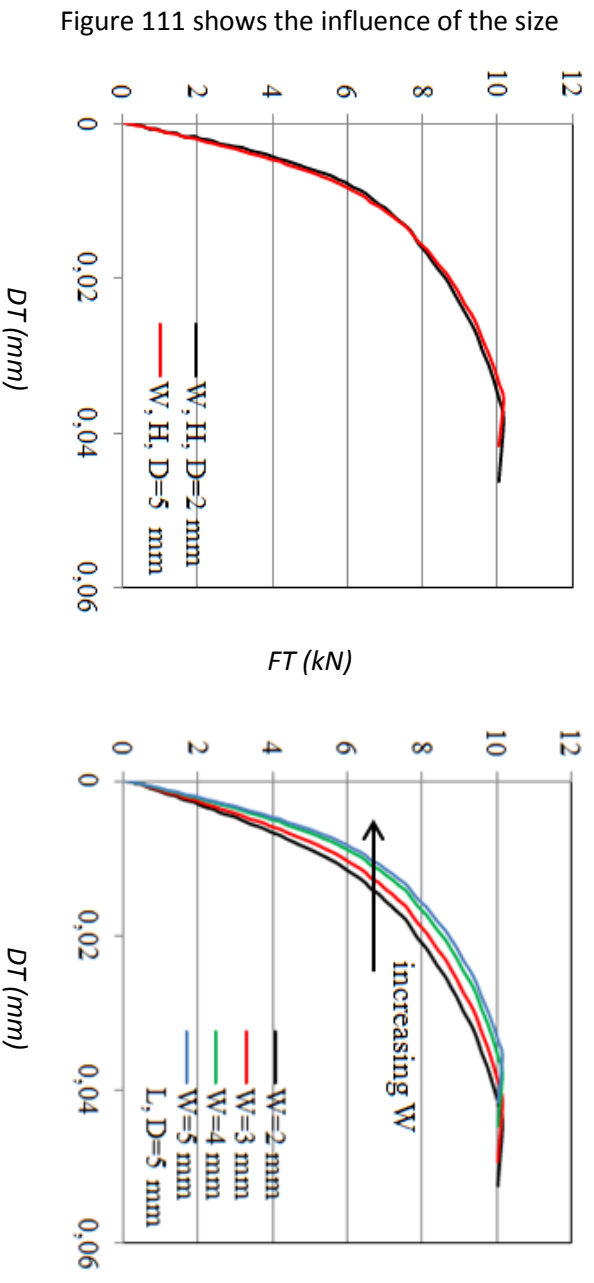 Figure 111 shows the influence of the size
12
10
8
6
4
2
0
0
0,02
0,04
0,06
W, H, D=2 mm
W, H, D=5 mm
DT (mm)
FT (kN)
12
10
8
6
4
2
0
0
0,02
0,04
0,06
increasing W
W=2 mm
W=3 mm
W=4 mm
W=5 mm
L, D=5 mm
DT (mm)